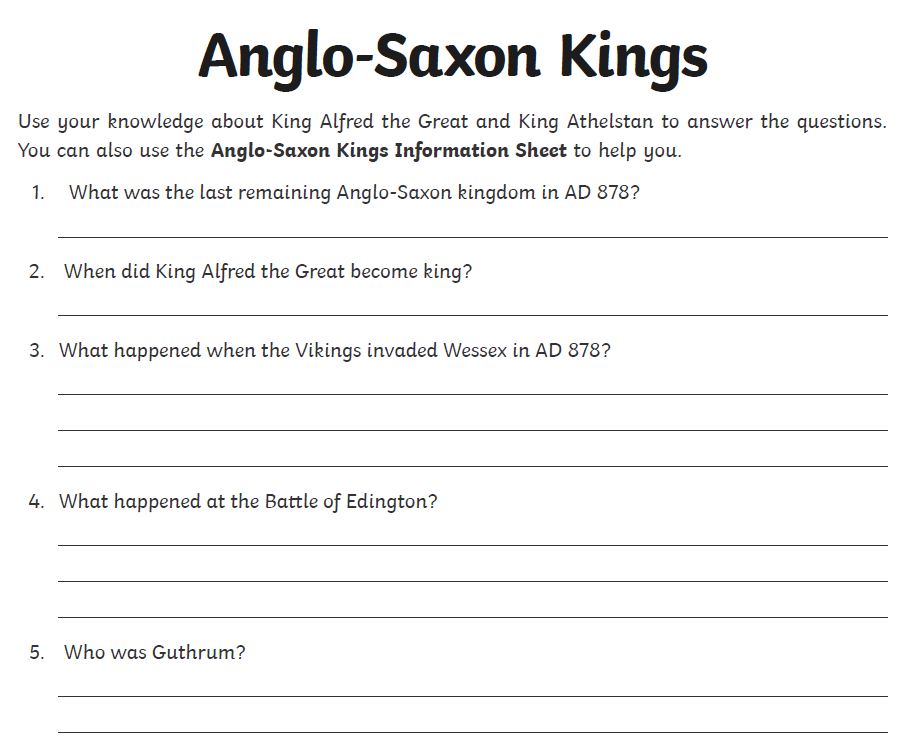 Anglo-Saxon Kings
Use your knowledge about King Alfred the Great and King Athelstan to answer the questions.
You can also use the Anglo-Saxon Kings Information Sheet to help you.
1. What was the last remaining Anglo-Saxon kingdom in AD 878?
2. When did King Alfred the Great become king?
3. What happened when the Vikings invaded Wessex in AD 878?
4. What happened at the Battle of Edington?
5. Who was Guthrum?